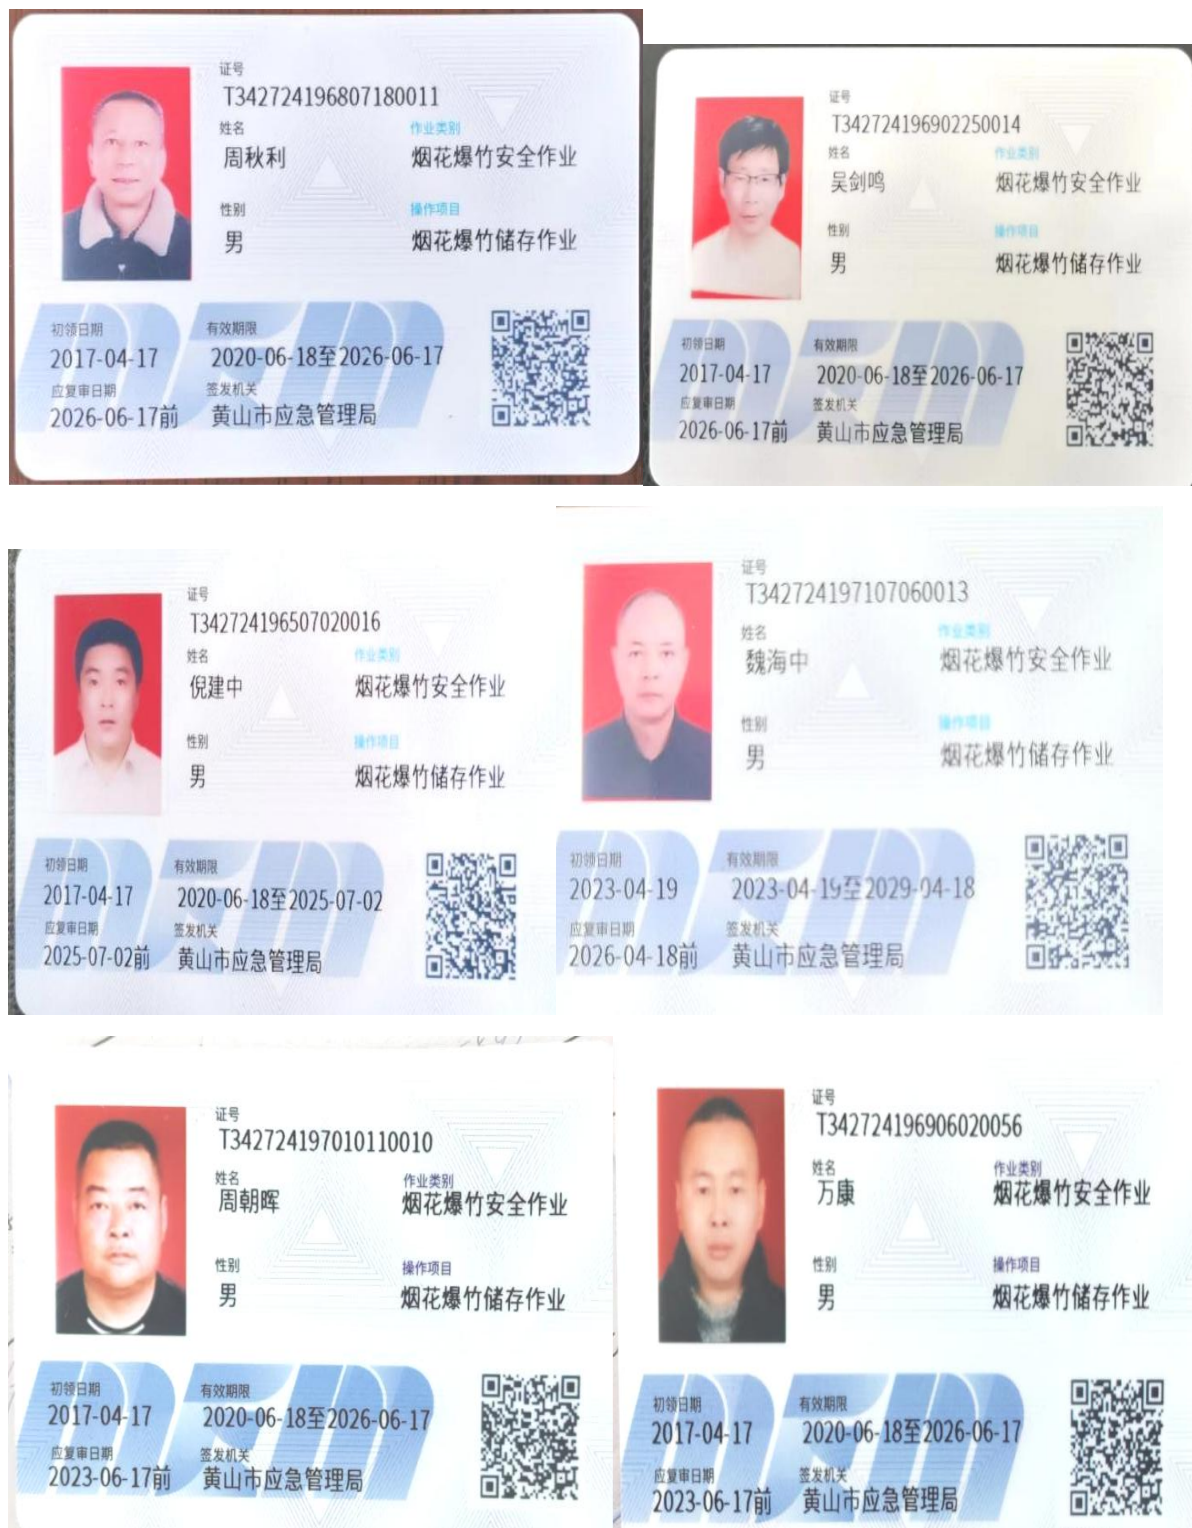 证号
T342724196807180011
姓名 作业类别
周秋利 烟花爆竹安全作业
性别 操作项目
男 烟花爆竹储存作业
初领日期 有效期限
2017-04-17 2020-06-18至2026-06-17
应复审日期 签发机关
2026-06-17前 黄山市应急管理局
证号
T342724196902250014
姓名 作业类别
吴剑鸣 烟花爆竹安全作业
性别 操作项目
男 烟花爆竹储存作业
初领日期 有效期限
2017-04-17 2020-06-18至2026-06-17
应复审日期 签发机关
2026-06-17前 黄山市应急管理局
证号
T342724196507020016
姓名 作业类别
倪建中 烟花爆竹安全作业
性别 操作项目
男 烟花爆竹储存作业
初领日期 有效期限
2017-04-17 2020-06-18至2025-07-02
应复审日期 签发机关
2025-07-02前 黄山市应急管理局
证号
T342724197107060013
姓名 作业类别
魏海中 烟花爆竹安全作业
性别 操作项目
男 烟花爆竹储存作业
初领日期 有效期限
2023-04-19 2023-04-19至2029-04-18
应复审日期 签发机关
2026-04-18前 黄山市应急管理局
证号
T342724197010110010
姓名 作业类别
周朝晖 烟花爆竹安全作业
性别 操作项目
男 烟花爆竹储存作业
初领日期 有效期限
2017-04-17 2020-06-18至2026-06-17
应复审日期 签发机关
2023-06-17前 黄山市应急管理局
证号
T342724196906020056
姓名 作业类别
万康 烟花爆竹安全作业
性别 操作项目
男 烟花爆竹储存作业
初领日期 有效期限
2017-04-17 2020-06-18至2026-06-17
应复审日期 签发机关
2023-06-17前 黄山市应急管理局